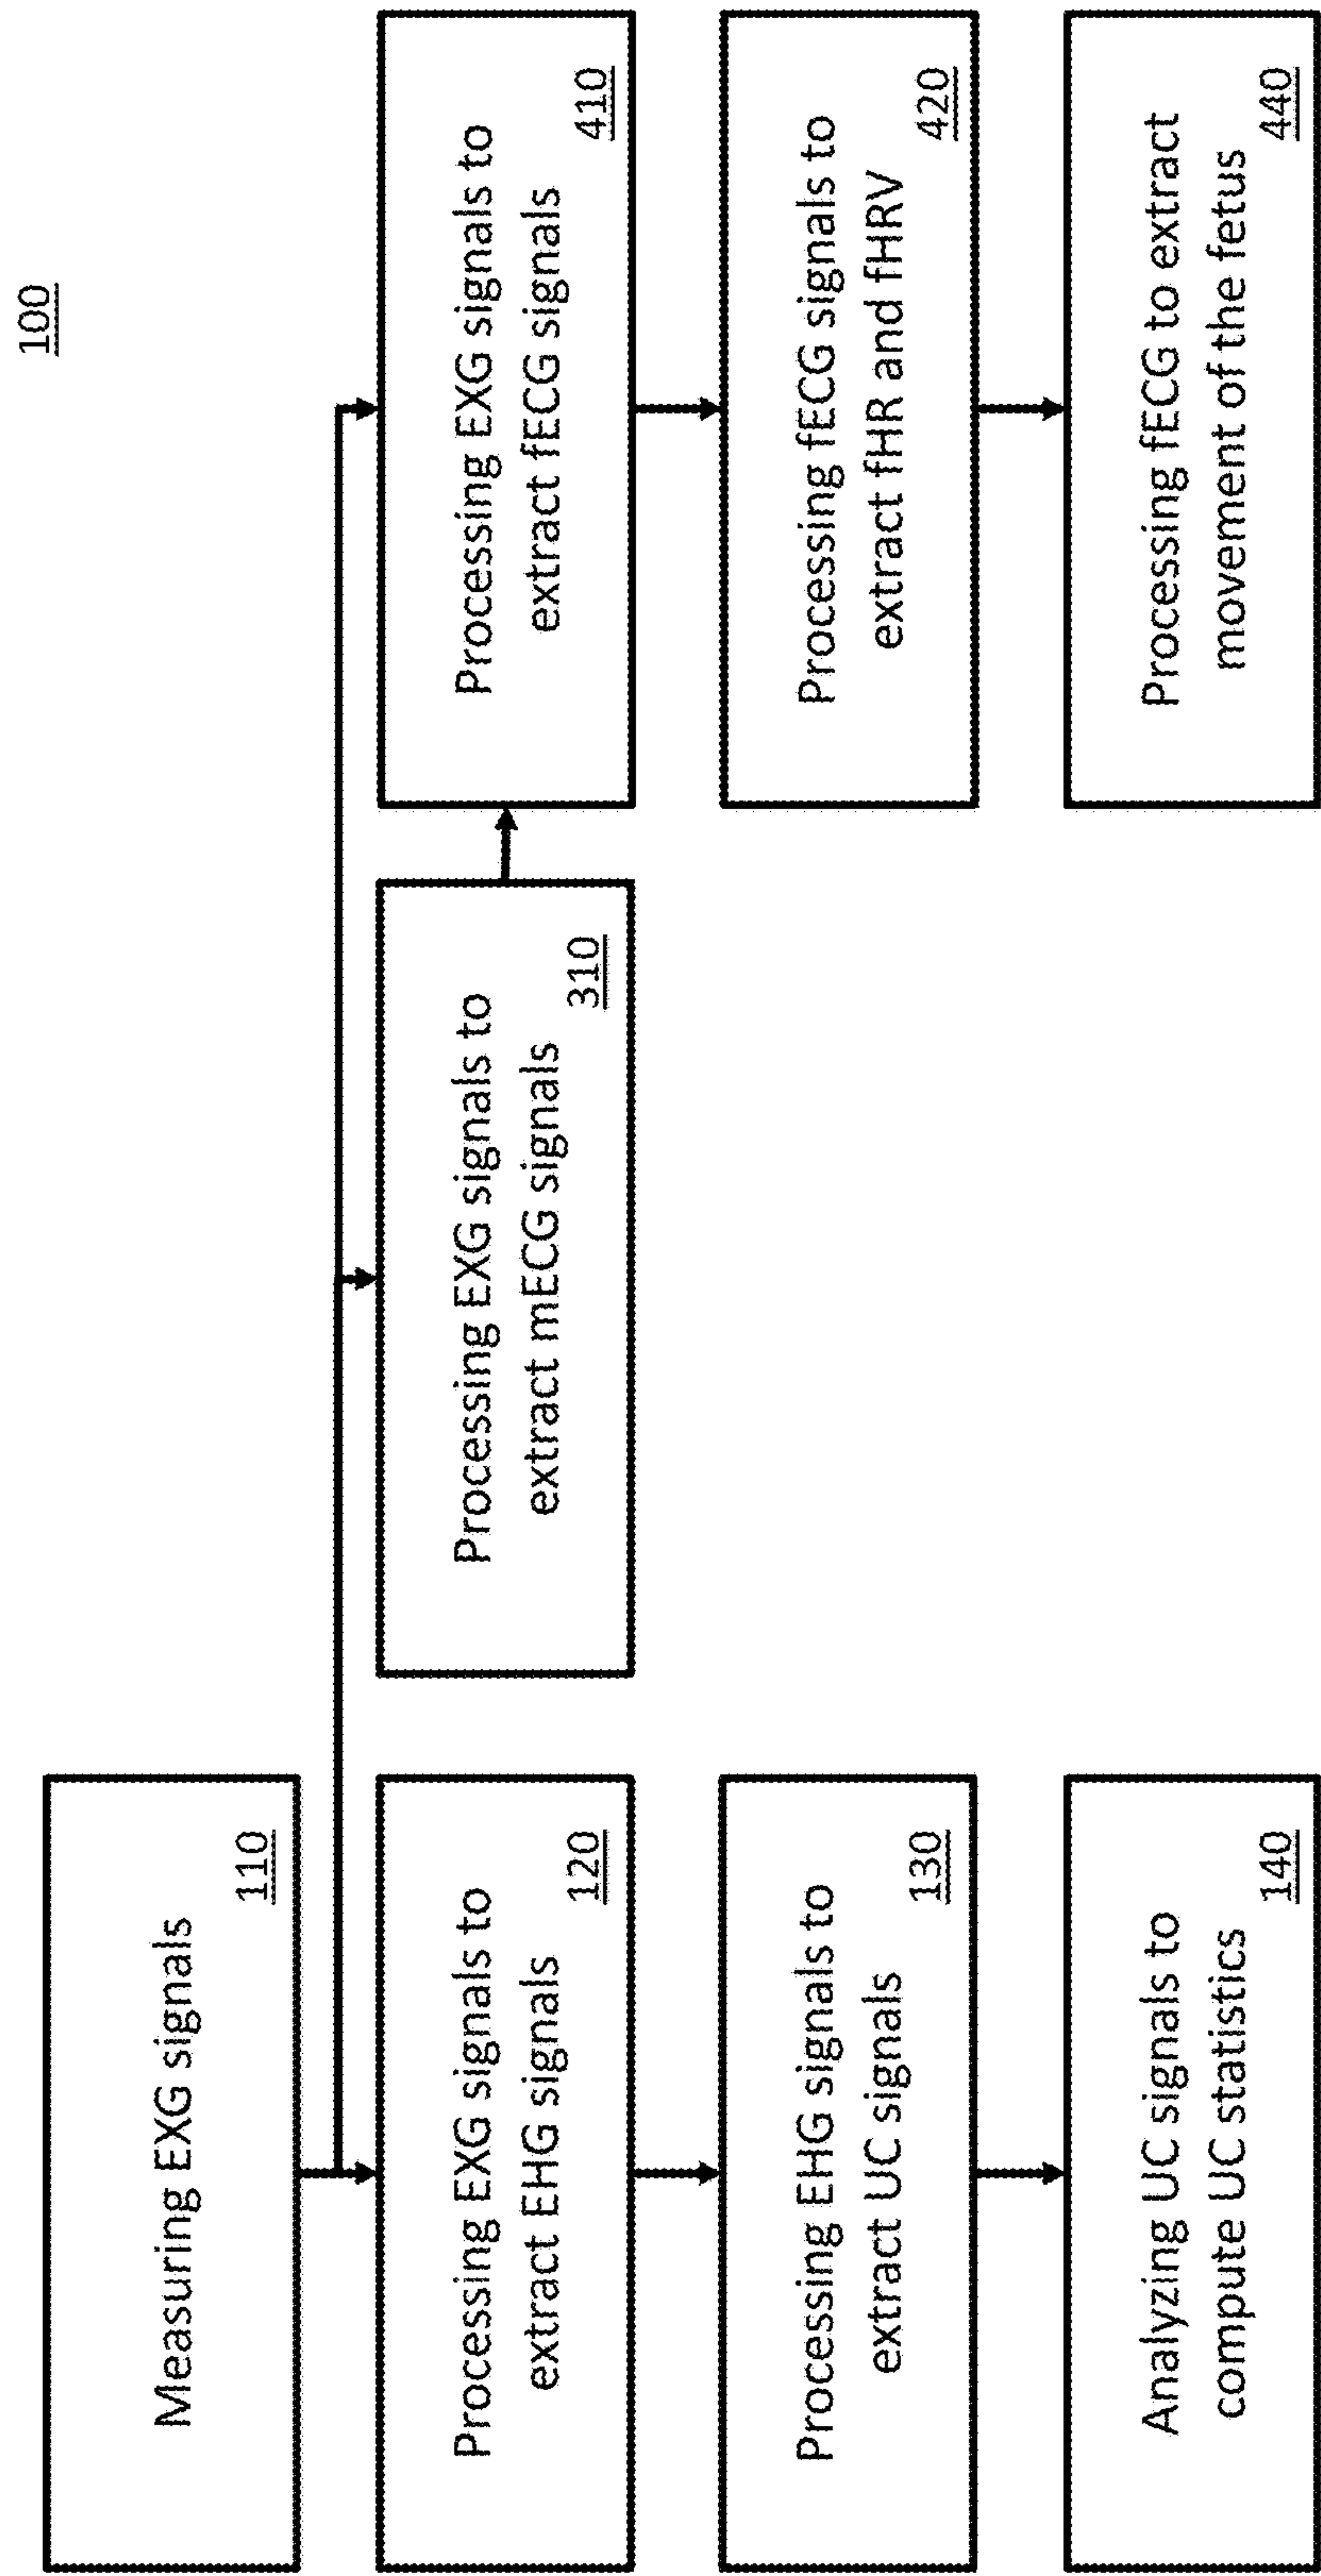 100
Measuring EXG signals
110
Processing EXG signals to
extract EHG signals
120
Processing EXG signals to
extract mECG signals
310
Processing EXG signals to
extract fECG signals
410
Processing EHG signals to
extract UC signals
130
Processing fECG signals to
extract fHR and fHRV
420
Analyzing UC signals to
compute UC statistics
140
Processing fECG to extract
movement of the fetus
440